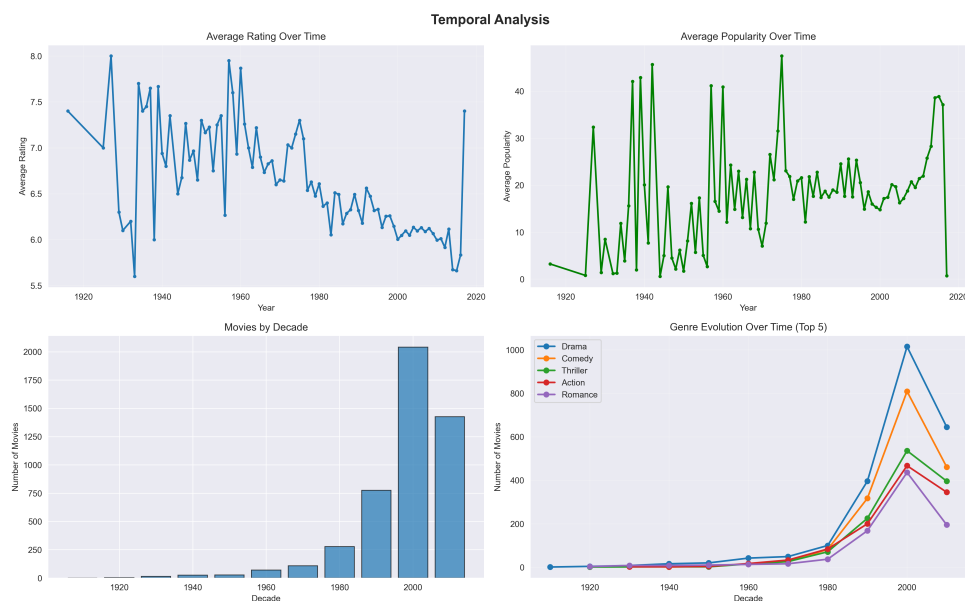 Temporal Analysis
Average Rating Over Time
8.0
7.5
7.0
6.5
6.0
5.5
Average Rating
1920 1940 1960 1980 2000 2020
Year
Average Popularity Over Time
40
30
20
10
0
Average Popularity
1920 1940 1960 1980 2000 2020
Year
Movies by Decade
2000
1750
1500
1250
1000
750
500
250
0
Number of Movies
1920 1940 1960 1980 2000
Decade
Genre Evolution Over Time (Top 5)
Drama
Comedy
Thriller
Action
Romance
1000
800
600
400
200
0
Number of Movies
1920 1940 1960 1980 2000
Decade